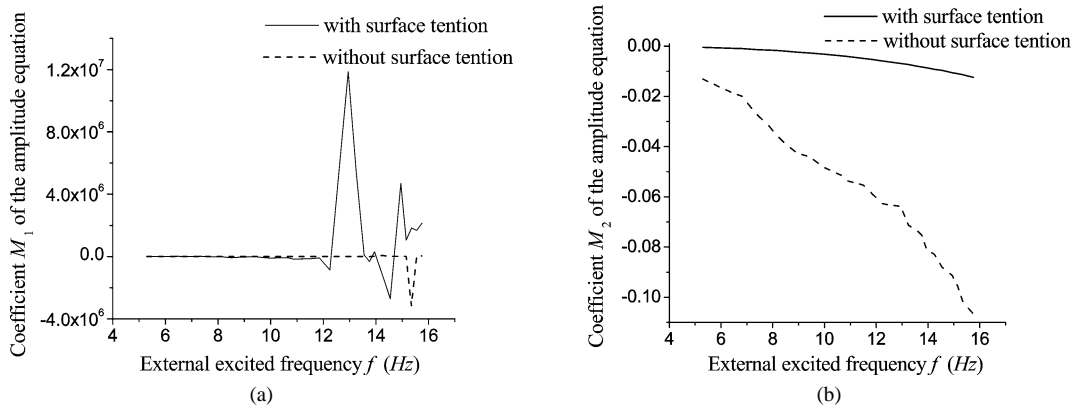 with surface tention
without surface tention
1.2x10⁷
8.0x10⁶
4.0x10⁶
0.0
-4.0x10⁶
4 6 8 10 12 14 16
Coefficient M₁ of the amplitude equation
External excited frequency f (Hz)
(a)
with surface tention
without surface tention
0.00
-0.02
-0.04
-0.06
-0.08
-0.10
4 6 8 10 12 14 16
Coefficient M₂ of the amplitude equation
External excited frequency f (Hz)
(b)